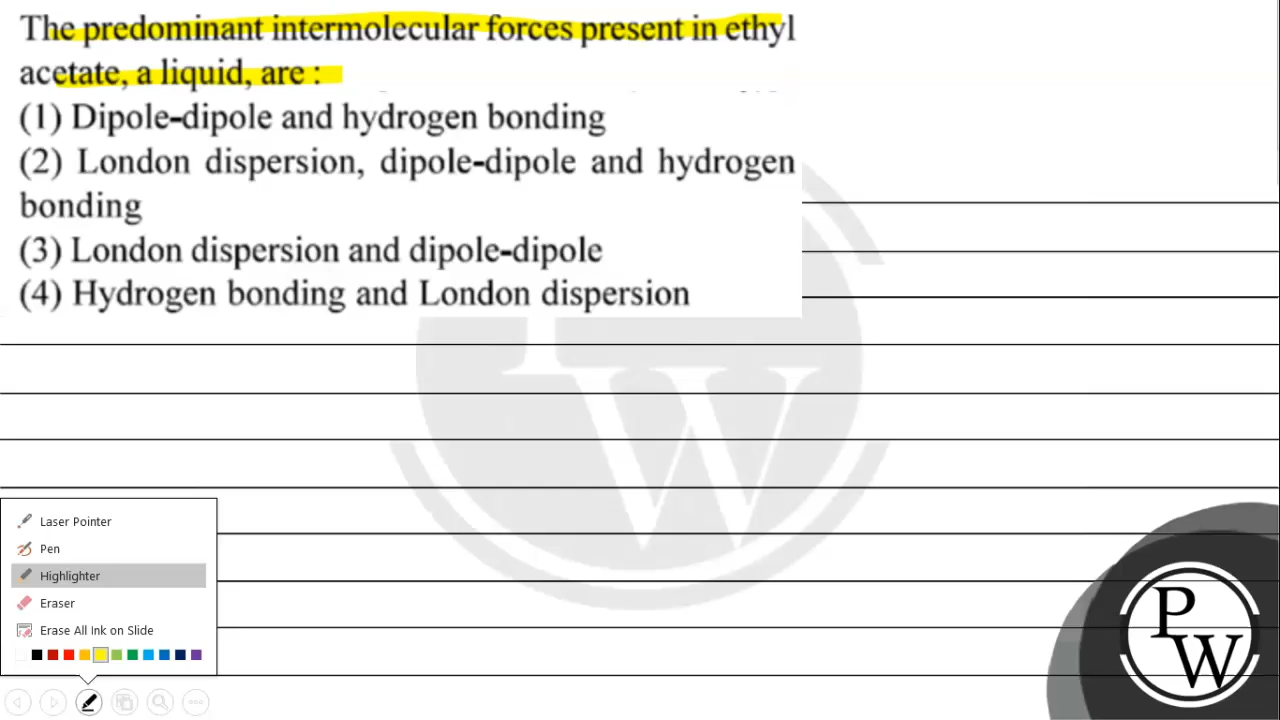 The predominant intermolecular forces present in ethyl
acetate, a liquid, are :
(1) Dipole-dipole and hydrogen bonding
(2) London dispersion, dipole-dipole and hydrogen
bonding
(3) London dispersion and dipole-dipole
(4) Hydrogen bonding and London dispersion
Laser Pointer
Pen
Highlighter
Eraser
Erase All Ink on Slide
P
W
W